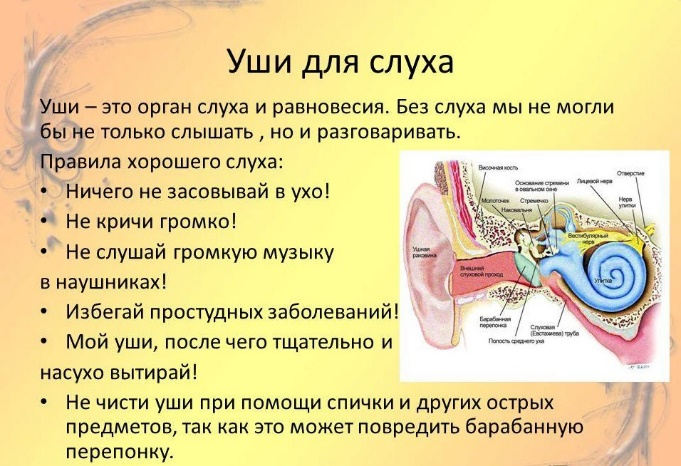 Уши для слуха
Уши – это орган слуха и равновесия. Без слуха мы не могли
бы не только слышать , но и разговаривать.
Правила хорошего слуха:
• Ничего не засовывай в ухо!
• Не кричи громко!
• Не слушай громкую музыку
в наушниках!
• Избегай простудных заболеваний!
• Мой уши, после чего тщательно и
насухо вытирай!
• Не чисти уши при помощи спички и других острых
предметов, так как это может повредить барабанную
перепонку.
Височная кость
Основание стремени
в овальном окне
Лицевой нерв
Отверстие
Молоточек
Стремечко
Нерв
улитки
Наковальня
Вестибулярный
нерв
Ушная
раковина
Внешний
слуховой проход
Улитка
Барабанная
перепонка
Слуховая
(Евстахиева) труба
Полость среднего уха